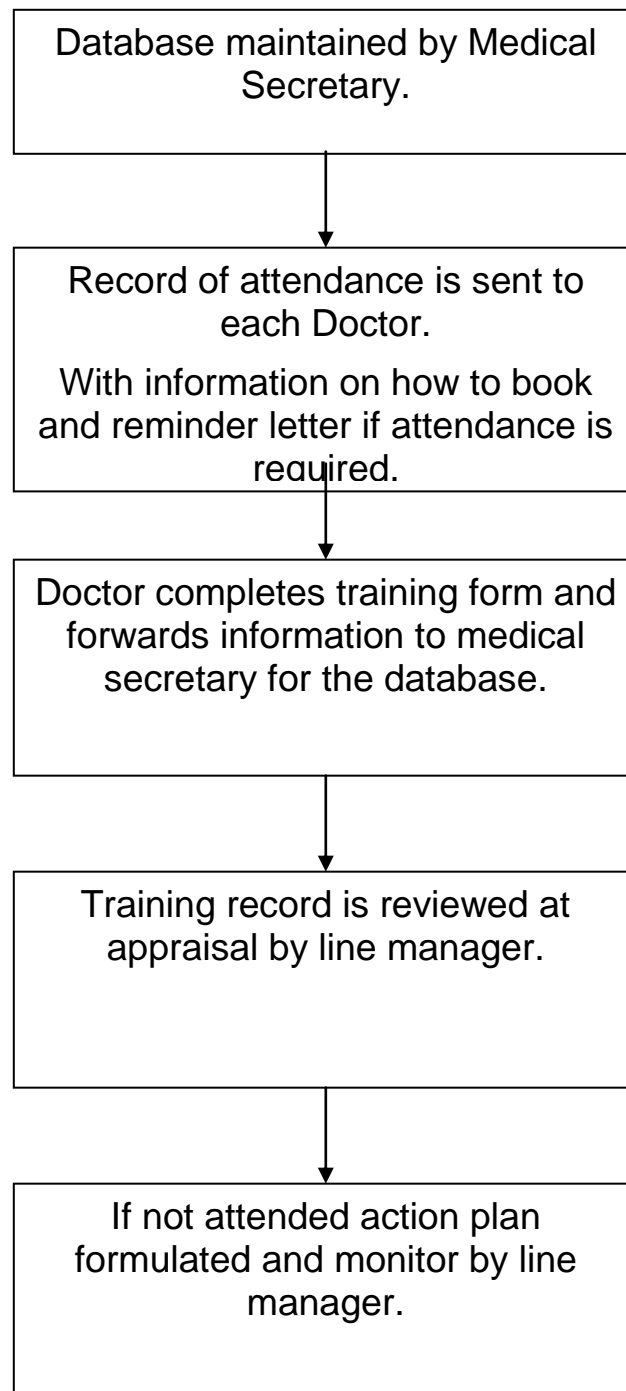 Database maintained by Medical
Secretary.
Record of attendance is sent to
each Doctor.
With information on how to book
and reminder letter if attendance is
required.
Doctor completes training form and
forwards information to medical
secretary for the database.
Training record is reviewed at
appraisal by line manager.
If not attended action plan
formulated and monitor by line
manager.